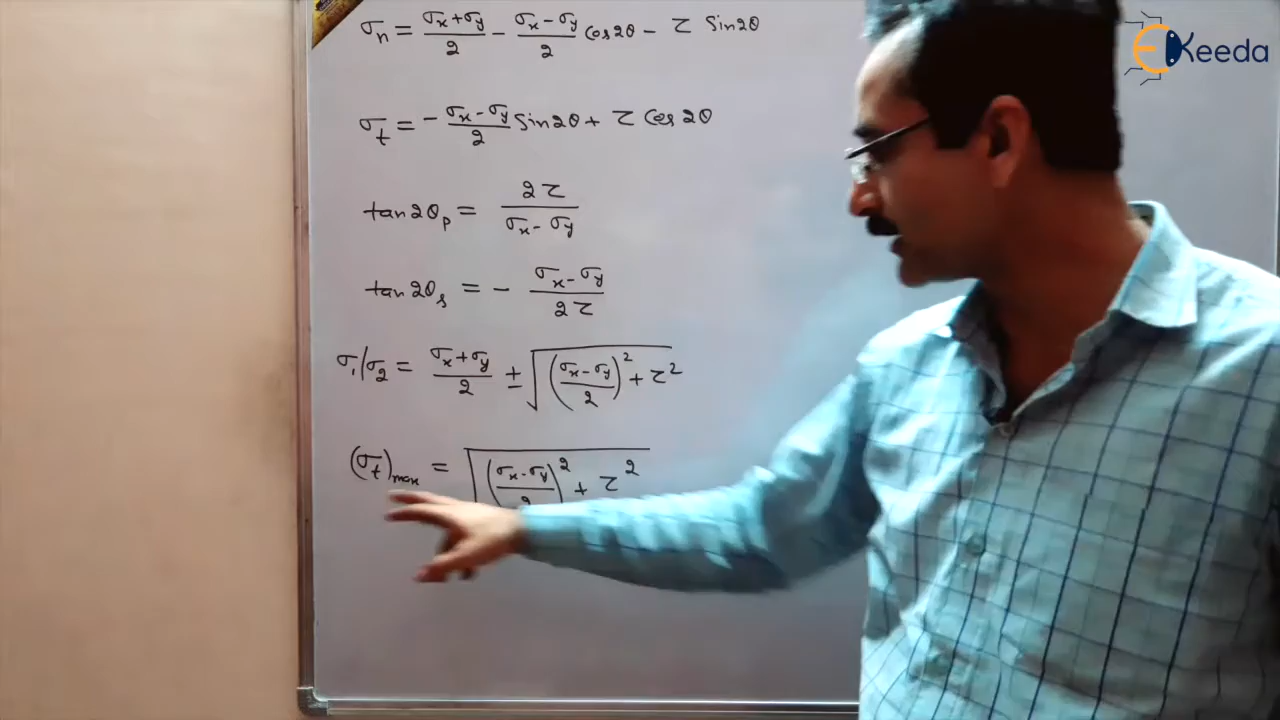 σn = σx+σy/2 − σx−σy/2 cos2θ − τ sin2θ
EKeeda
σt = − σx−σy/2 sin2θ + τ cos2θ
tan2θp = 2τ/σx−σy
tan2θs = − σx−σy/2τ
σ1/σ2 = σx+σy/2 ± √(σx−σy/2)² + τ²
(σt)max = √(σx−σy/2)² + τ²